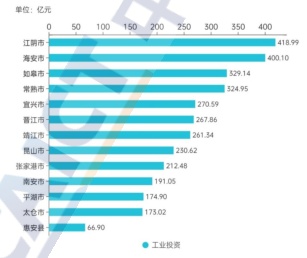 单位：亿元
0 100 200 300 400
江阴市 418.99
海安市 400.10
如皋市 329.14
常熟市 324.95
宜兴市 270.59
晋江市 267.86
靖江市 261.34
昆山市 230.62
张家港市 212.48
南安市 191.05
平湖市 174.90
太仓市 173.02
惠安县 66.90
工业投资